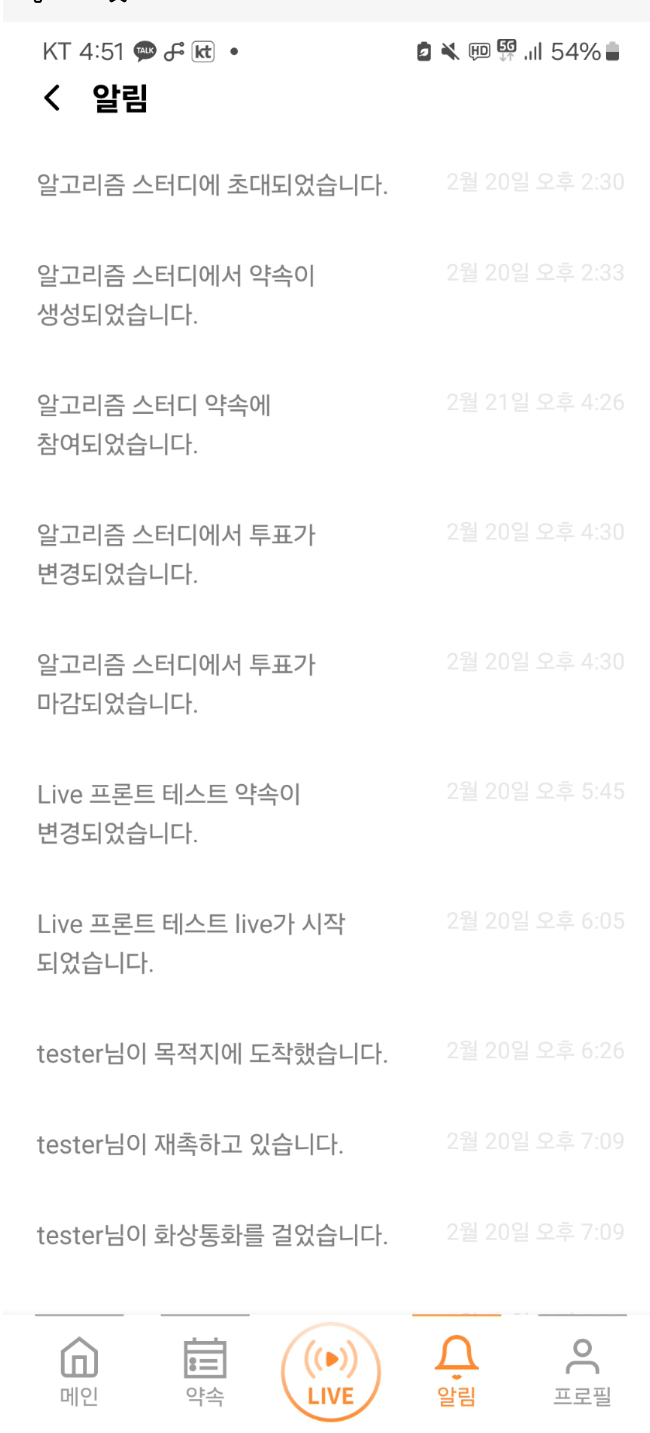 KT 4:51 TALK kt
HD 5G 54%
알림
알고리즘 스터디에 초대되었습니다. 2월 20일 오후 2:30
알고리즘 스터디에서 약속이 2월 20일 오후 2:33
생성되었습니다.
알고리즘 스터디 약속에 2월 21일 오후 4:26
참여되었습니다.
알고리즘 스터디에서 투표가 2월 20일 오후 4:30
변경되었습니다.
알고리즘 스터디에서 투표가 2월 20일 오후 4:30
마감되었습니다.
Live 프론트 테스트 약속이 2월 20일 오후 5:45
변경되었습니다.
Live 프론트 테스트 live가 시작 2월 20일 오후 6:05
되었습니다.
tester님이 목적지에 도착했습니다. 2월 20일 오후 6:26
tester님이 재촉하고 있습니다. 2월 20일 오후 7:09
tester님이 화상통화를 걸었습니다. 2월 20일 오후 7:09
메인 약속 LIVE 알림 프로필